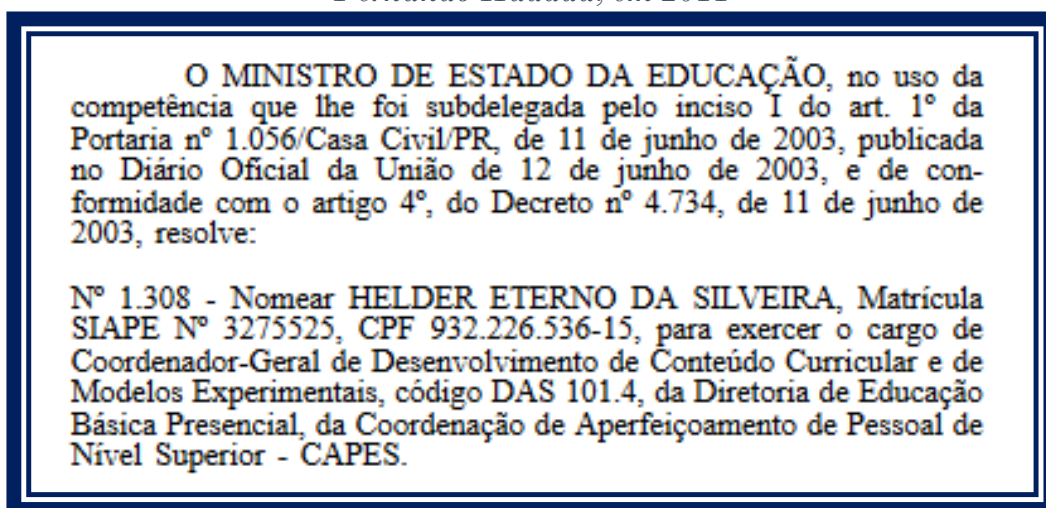 O MINISTRO DE ESTADO DA EDUCAÇÃO, no uso da
competência que lhe foi subdelegada pelo inciso I do art. 1º da
Portaria nº 1.056/Casa Civil/PR, de 11 de junho de 2003, publicada
no Diário Oficial da União de 12 de junho de 2003, e de con-
formidade com o artigo 4º, do Decreto nº 4.734, de 11 de junho de
2003, resolve:
Nº 1.308 - Nomear HELDER ETERNO DA SILVEIRA, Matrícula
SIAPE Nº 3275525, CPF 932.226.536-15, para exercer o cargo de
Coordenador-Geral de Desenvolvimento de Conteúdo Curricular e de
Modelos Experimentais, código DAS 101.4, da Diretoria de Educação
Básica Presencial, da Coordenação de Aperfeiçoamento de Pessoal de
Nível Superior - CAPES.